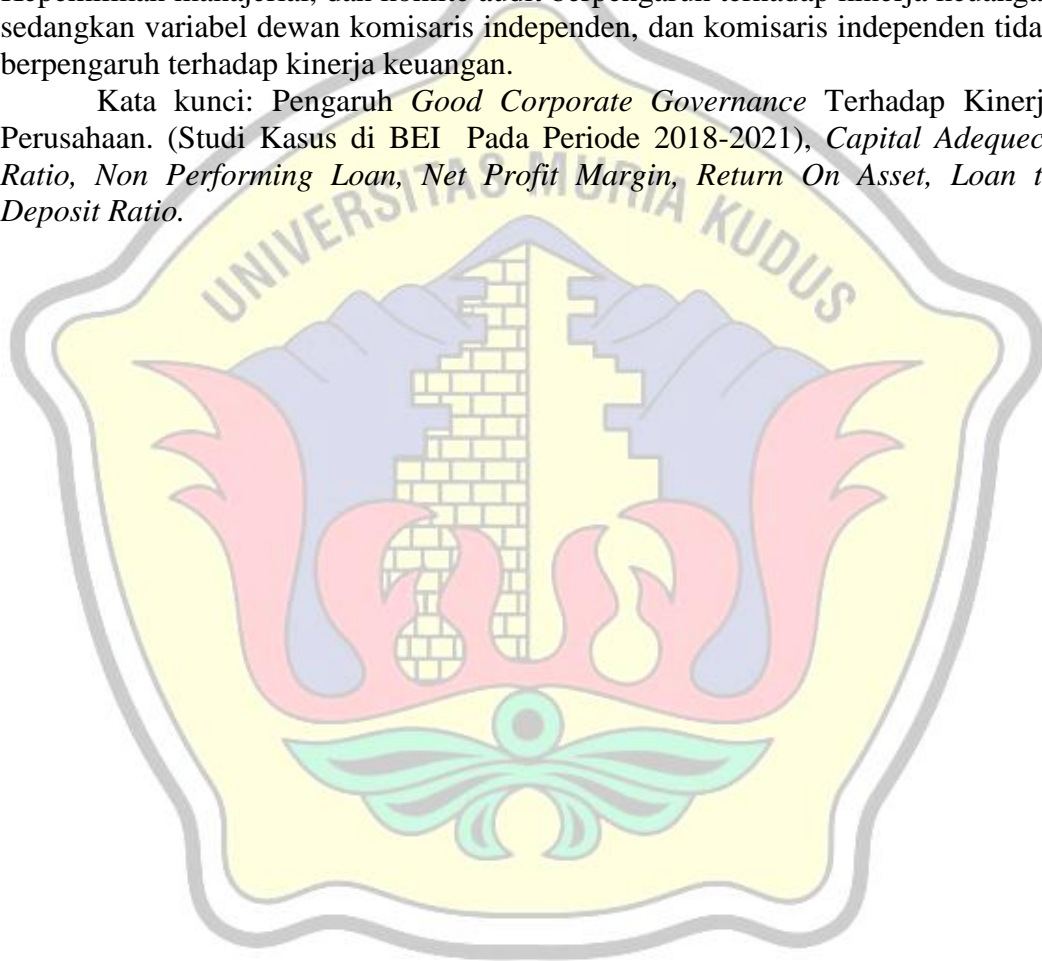 sedangkan variabel dewan komisaris independen, dan komisaris independen tida
berpengaruh terhadap kinerja keuangan.
Kata kunci: Pengaruh Good Corporate Governance Terhadap Kinerj
Perusahaan. (Studi Kasus di BEI Pada Periode 2018-2021), Capital Adequec
Ratio, Non Performing Loan, Net Profit Margin, Return On Asset, Loan t
Deposit Ratio.
UNIVERSITAS MURIA KUDUS